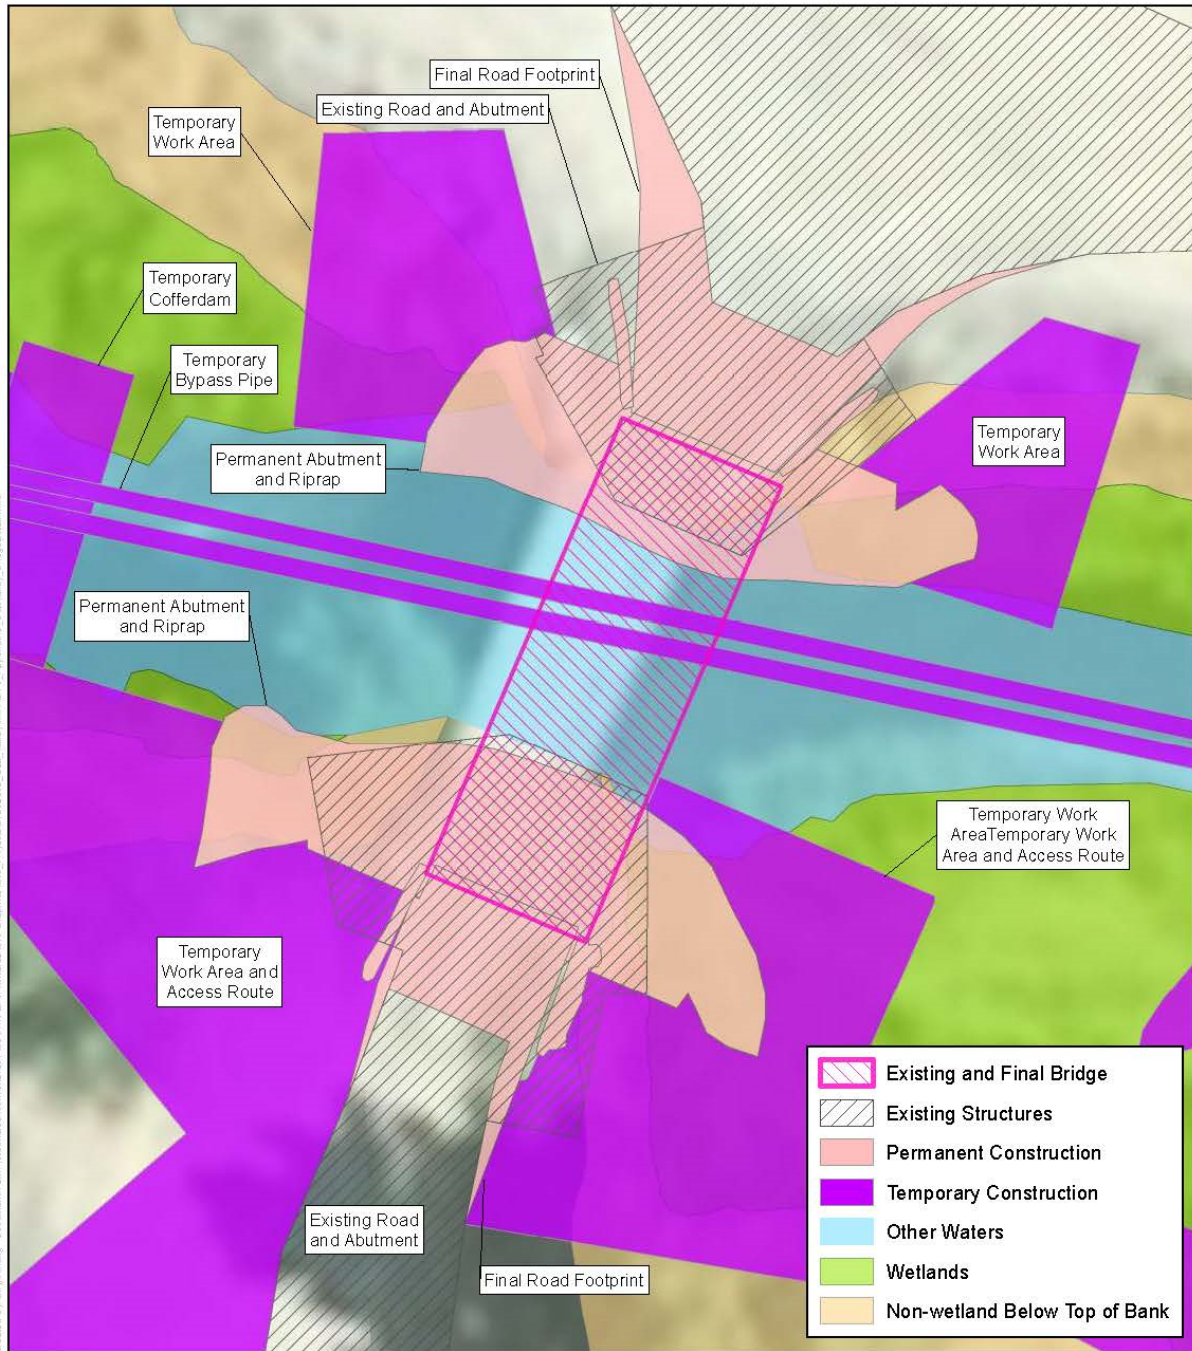 Final Road Footprint
Existing Road and Abutment
Temporary
Work Area
Temporary
Cofferdam
Temporary
Bypass Pipe
Permanent Abutment
and Riprap
Temporary
Work Area
Permanent Abutment
and Riprap
Temporary Work
AreaTemporary Work
Area and Access Route
Temporary
Work Area and
Access Route
Existing Road
and Abutment
Final Road Footprint
Existing and Final Bridge
Existing Structures
Permanent Construction
Temporary Construction
Other Waters
Wetlands
Non-wetland Below Top of Bank